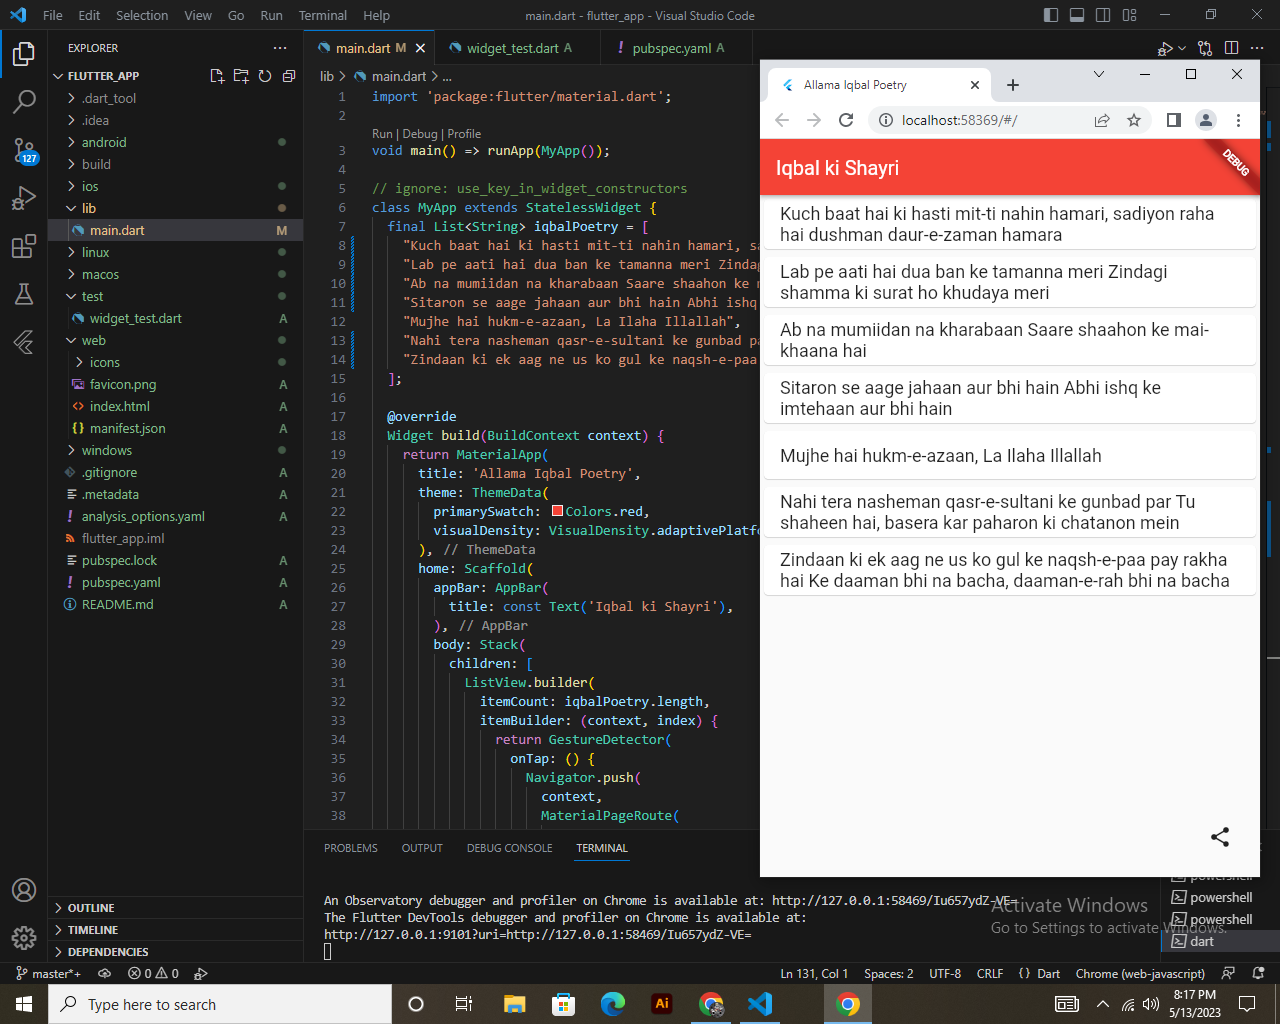 File Edit Selection View Go Run Terminal Help
main.dart - flutter_app - Visual Studio Code
EXPLORER
FLUTTER_APP
.dart_tool
.idea
android
build
ios
lib
main.dart M
linux
macos
test
widget_test.dart A
web
icons
favicon.png A
index.html A
manifest.json A
windows
.gitignore A
.metadata A
analysis_options.yaml A
flutter_app.iml
pubspec.lock A
pubspec.yaml A
README.md A
OUTLINE
TIMELINE
DEPENDENCIES
127
main.dart M
widget_test.dart A
pubspec.yaml A
lib > main.dart > ...
1 import 'package:flutter/material.dart';
2
Run | Debug | Profile
3 void main() => runApp(MyApp());
4
5 // ignore: use_key_in_widget_constructors
6 class MyApp extends StatelessWidget {
7 final List<String> iqbalPoetry = [
8 "Kuch baat hai ki hasti mit-ti nahin hamari, sa
9 "Lab pe aati hai dua ban ke tamanna meri Zindag
10 "Ab na mumiidan na kharabaan Saare shaahon ke m
11 "Sitaron se aage jahaan aur bhi hain Abhi ishq
12 "Mujhe hai hukm-e-azaan, La Ilaha Illallah",
13 "Nahi tera nasheman qasr-e-sultani ke gunbad pa
14 "Zindaan ki ek aag ne us ko gul ke naqsh-e-paa
15 ];
16
17 @override
18 Widget build(BuildContext context) {
19 return MaterialApp(
20 title: 'Allama Iqbal Poetry',
21 theme: ThemeData(
22 primarySwatch: Colors.red,
23 visualDensity: VisualDensity.adaptivePlatfo
24 ), // ThemeData
25 home: Scaffold(
26 appBar: AppBar(
27 title: const Text('Iqbal ki Shayri'),
28 ), // AppBar
29 body: Stack(
30 children: [
31 ListView.builder(
32 itemCount: iqbalPoetry.length,
33 itemBuilder: (context, index) {
34 return GestureDetector(
35 onTap: () {
36 Navigator.push(
37 context,
38 MaterialPageRoute(
Allama Iqbal Poetry
localhost:58369/#/
Iqbal ki Shayri
DEBUG
Kuch baat hai ki hasti mit-ti nahin hamari, sadiyon raha
hai dushman daur-e-zaman hamara
Lab pe aati hai dua ban ke tamanna meri Zindagi
shamma ki surat ho khudaya meri
Ab na mumiidan na kharabaan Saare shaahon ke mai-
khaana hai
Sitaron se aage jahaan aur bhi hain Abhi ishq ke
imtehaan aur bhi hain
Mujhe hai hukm-e-azaan, La Ilaha Illallah
Nahi tera nasheman qasr-e-sultani ke gunbad par Tu
shaheen hai, basera kar paharon ki chatanon mein
Zindaan ki ek aag ne us ko gul ke naqsh-e-paa pay rakha
hai Ke daaman bhi na bacha, daaman-e-rah bhi na bacha
PROBLEMS OUTPUT DEBUG CONSOLE TERMINAL
An Observatory debugger and profiler on Chrome is available at: http://127.0.0.1:58469/Iu657ydZ-VE=
The Flutter DevTools debugger and profiler on Chrome is available at:
http://127.0.0.1:9101?uri=http://127.0.0.1:58469/Iu657ydZ-VE=
powershell
powershell
powershell
dart
Activate Windows
Go to Settings to activate Windows.
master*+ 0 0
Ln 131, Col 1 Spaces: 2 UTF-8 CRLF {} Dart Chrome (web-javascript)
Type here to search
Ai
8:17 PM
5/13/2023